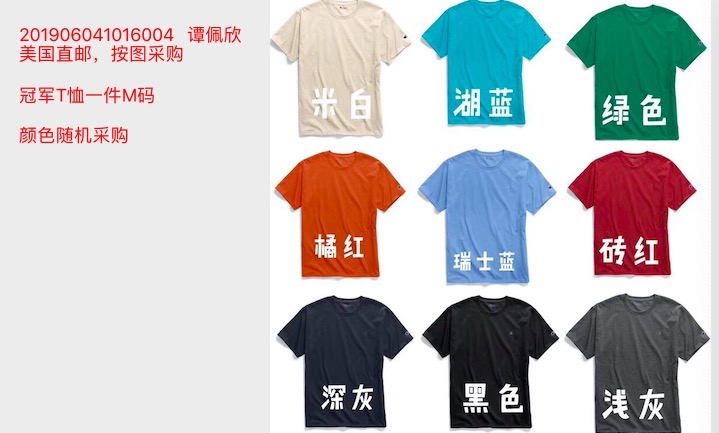 201906041016004 谭佩欣
美国直邮，按图采购
冠军T恤一件M码
颜色随机采购
米白 湖蓝 绿色
橘红 瑞士蓝 砖红
深灰 黑色 浅灰